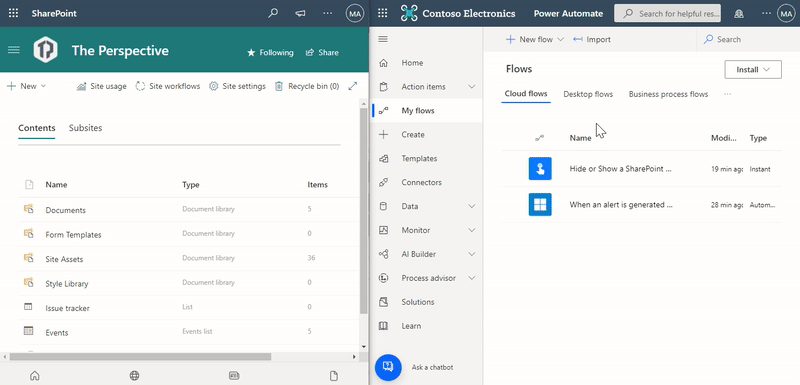 SharePoint
MA
The Perspective
Following
Share
New
Site usage
Site workflows
Site settings
Recycle bin (0)
Contents
Subsites
Name Type Items
Documents Document library 5
Form Templates Document library 0
Site Assets Document library 36
Style Library Document library 0
Issue tracker List 0
Events Events list 5
Contoso Electronics
Power Automate
Search for helpful res...
MA
Home
Action items
My flows
Create
Templates
Connectors
Data
Monitor
AI Builder
Process advisor
Solutions
Learn
Ask a chatbot
New flow
Import
Search
Flows
Install
Cloud flows
Desktop flows
Business process flows
Name Modi... Type
Hide or Show a SharePoint ... 19 min ago Instant
When an alert is generated ... 28 min ago Autom...